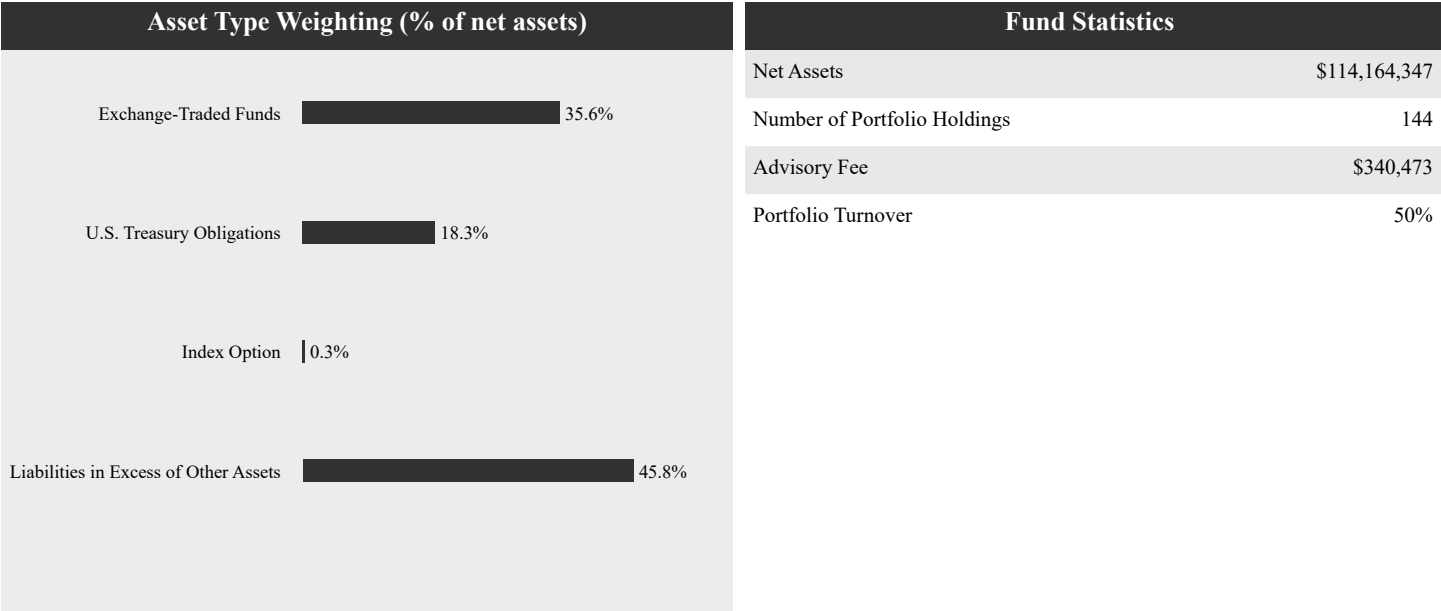 Asset Type Weighting (% of net assets)
Exchange-Traded Funds 35.6%
U.S. Treasury Obligations 18.3%
Index Option 0.3%
Liabilities in Excess of Other Assets 45.8%
Fund Statistics
Net Assets $114,164,347
Number of Portfolio Holdings 144
Advisory Fee $340,473
Portfolio Turnover 50%